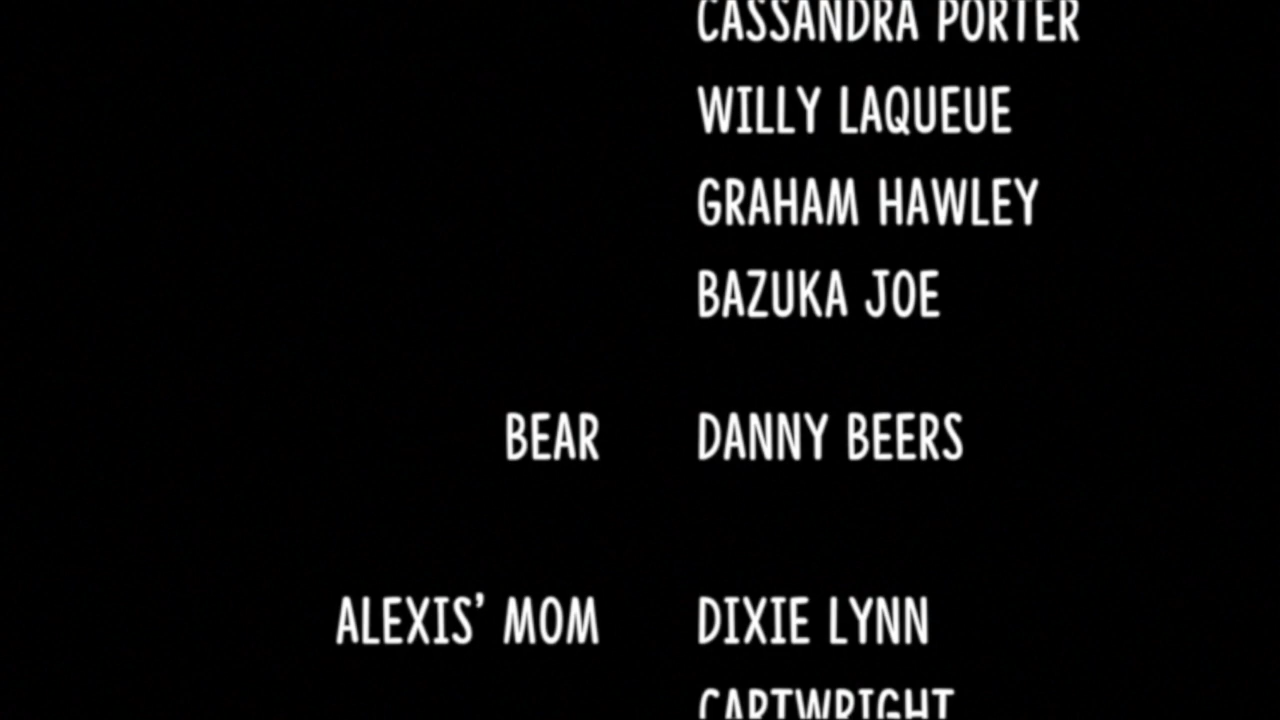 CASSANDRA PORTER
WILLY LAQUEUE
GRAHAM HAWLEY
BAZUKA JOE
BEAR DANNY BEERS
ALEXIS' MOM DIXIE LYNN
CARTWRIGHT